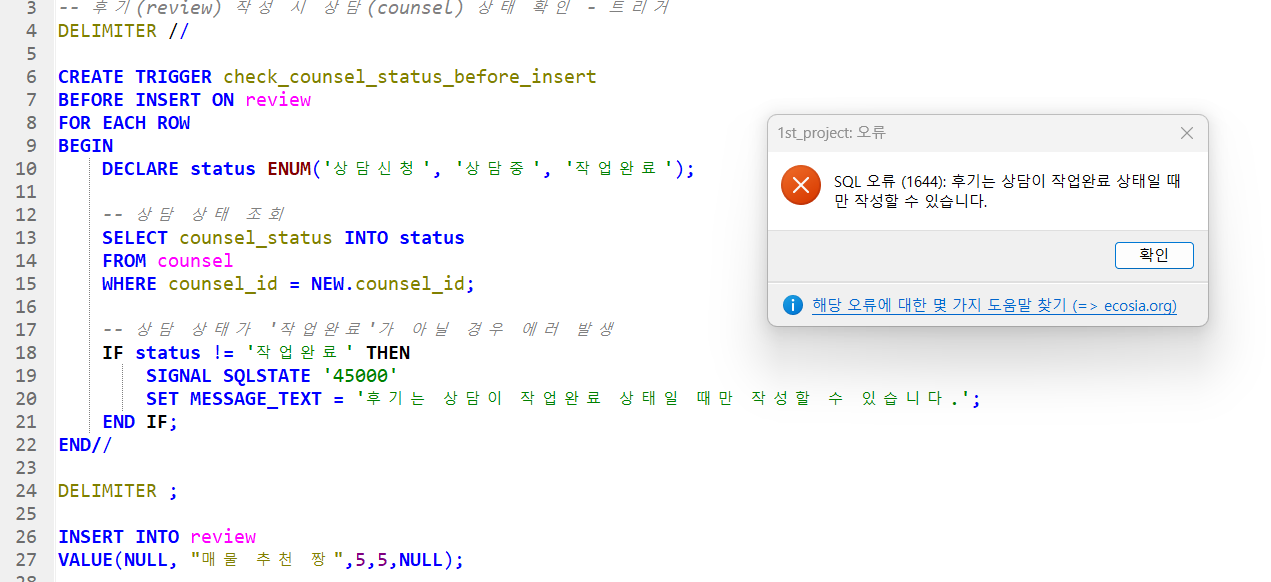 3 -- 후기(review) 작성 시 상담(counsel) 상태 확인 - 트리거
4 DELIMITER //
5
6 CREATE TRIGGER check_counsel_status_before_insert
7 BEFORE INSERT ON review
8 FOR EACH ROW
9 BEGIN
10 DECLARE status ENUM('상담신청', '상담중', '작업완료');
11
12 -- 상담 상태 조회
13 SELECT counsel_status INTO status
14 FROM counsel
15 WHERE counsel_id = NEW.counsel_id;
16
17 -- 상담 상태가 '작업완료'가 아닐 경우 에러 발생
18 IF status != '작업완료' THEN
19 SIGNAL SQLSTATE '45000'
20 SET MESSAGE_TEXT = '후기는 상담이 작업완료 상태일 때만 작성할 수 있습니다.';
21 END IF;
22 END//
23
24 DELIMITER ;
25
26 INSERT INTO review
27 VALUE(NULL, "매물 추천 짱",5,5,NULL);
28
1st_project: 오류
SQL 오류 (1644): 후기는 상담이 작업완료 상태일 때
만 작성할 수 있습니다.
확인
해당 오류에 대한 몇 가지 도움말 찾기 (=> ecosia.org)